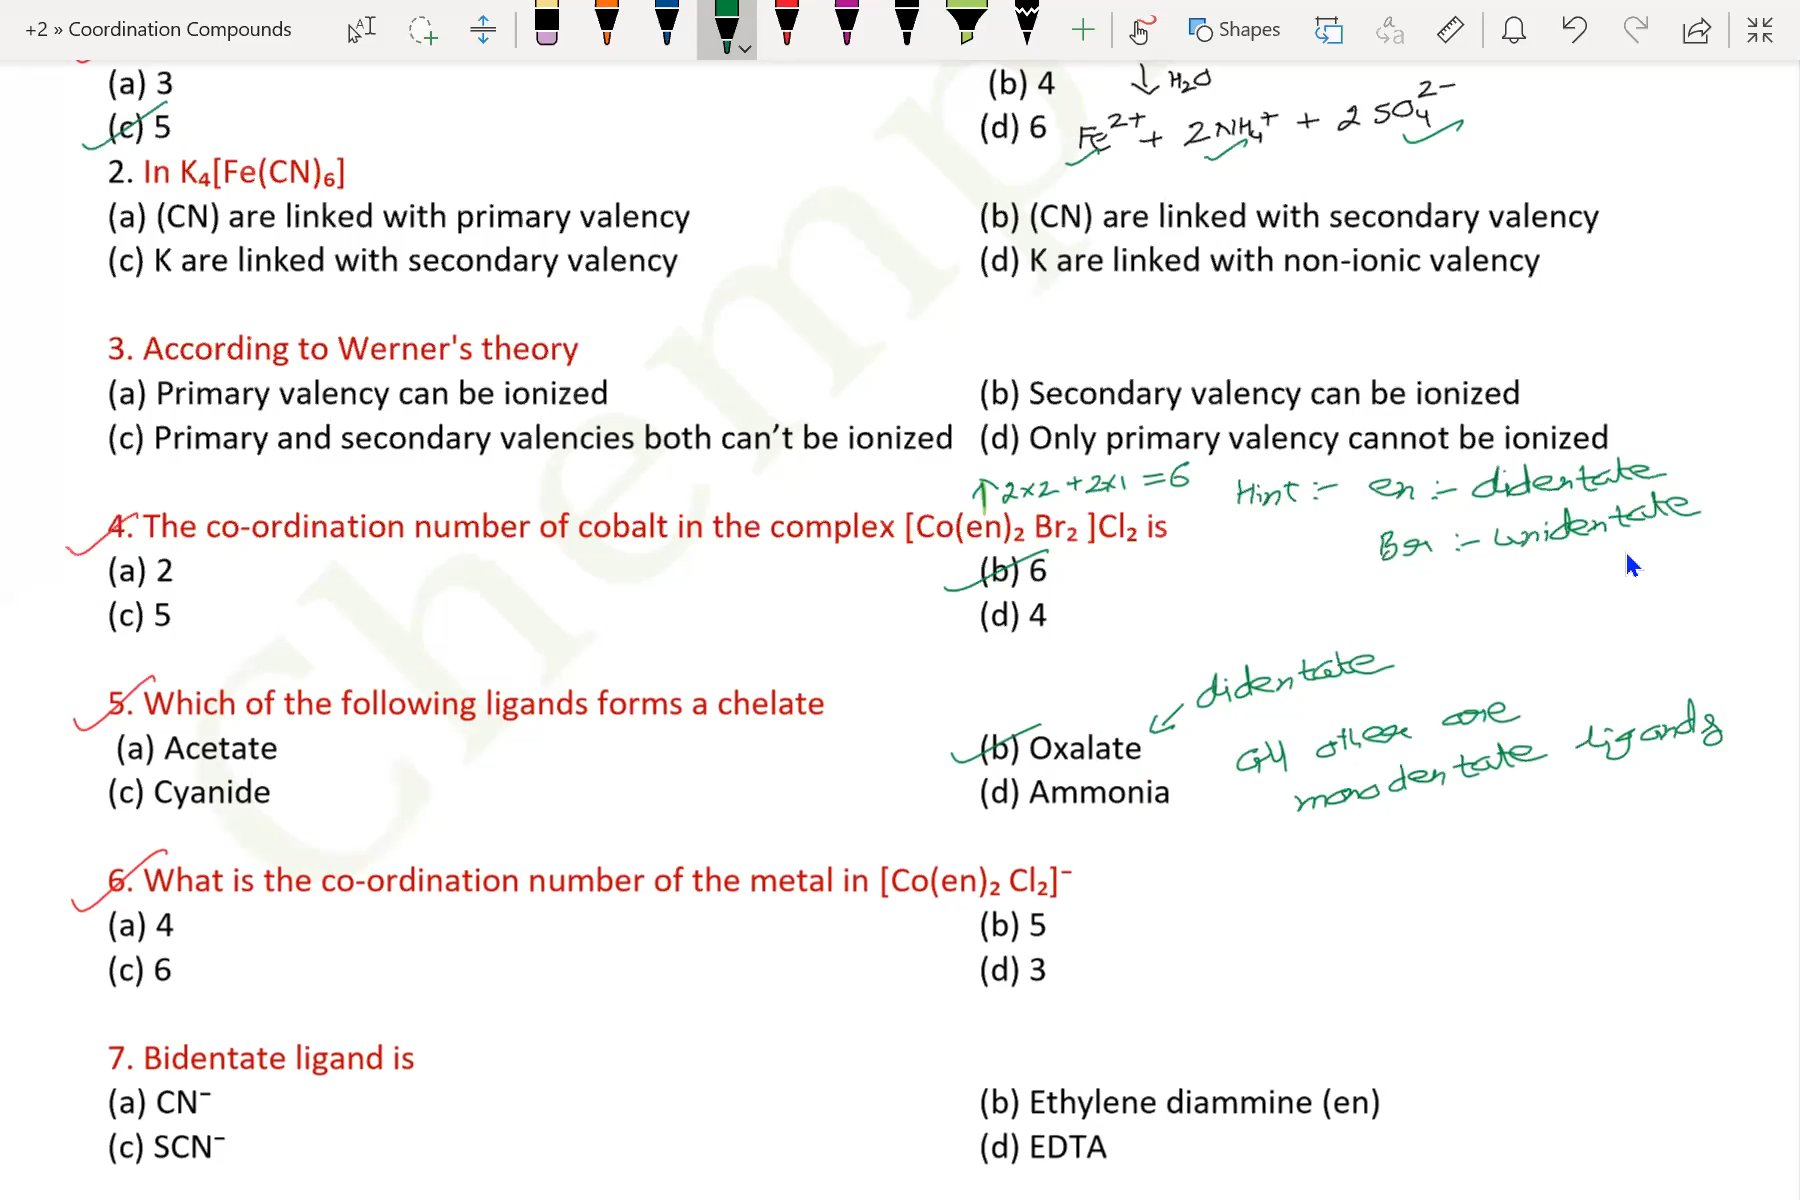 +2 » Coordination Compounds
Shapes
(a) 3 (b) 4 ↓ H₂O
(c) 5 (d) 6 Fe²⁺ + 2NH₄⁺ + 2SO₄²⁻
2. In K₄[Fe(CN)₆]
(a) (CN) are linked with primary valency (b) (CN) are linked with secondary valency
(c) K are linked with secondary valency (d) K are linked with non-ionic valency
3. According to Werner's theory
(a) Primary valency can be ionized (b) Secondary valency can be ionized
(c) Primary and secondary valencies both can’t be ionized (d) Only primary valency cannot be ionized
↑ 2×2 + 2×1 = 6 Hint :- en :- didentate
4. The co-ordination number of cobalt in the complex [Co(en)₂ Br₂ ]Cl₂ is
Br :- unidentate
(a) 2 (b) 6
(c) 5 (d) 4
didentate
5. Which of the following ligands forms a chelate
(a) Acetate (b) Oxalate
All other are
monodentate ligands
(c) Cyanide (d) Ammonia
6. What is the co-ordination number of the metal in [Co(en)₂ Cl₂]⁻
(a) 4 (b) 5
(c) 6 (d) 3
7. Bidentate ligand is
(a) CN⁻ (b) Ethylene diammine (en)
(c) SCN⁻ (d) EDTA